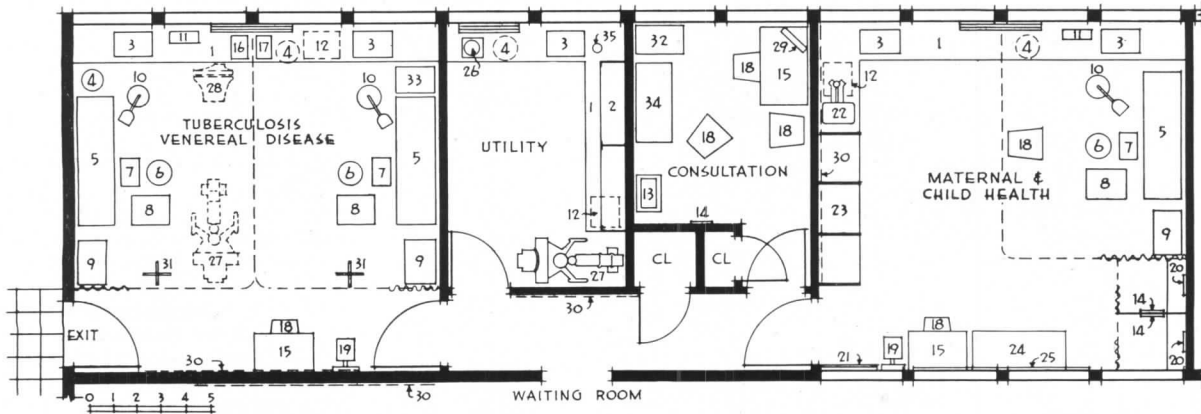 3 11 1 16 17 4 12 3
4 10 28 10 33
TUBERCULOSIS
VENEREAL DISEASE
5 5
7 6 6 7
8 8
9 31 27 31 9
EXIT
18
15 19
30
30
0 1 2 3 4 5
26 4 3 35
1 2
UTILITY
12
27
30
32 18 29 15
34
18 18
CONSULTATION
13
14
CL CL
WAITING ROOM
3 1 4 11 3
12
22
10
18 6 7 5
30
8
MATERNAL &
CHILD HEALTH
23
9
20
14
14
20
21 19 18 15 24 25